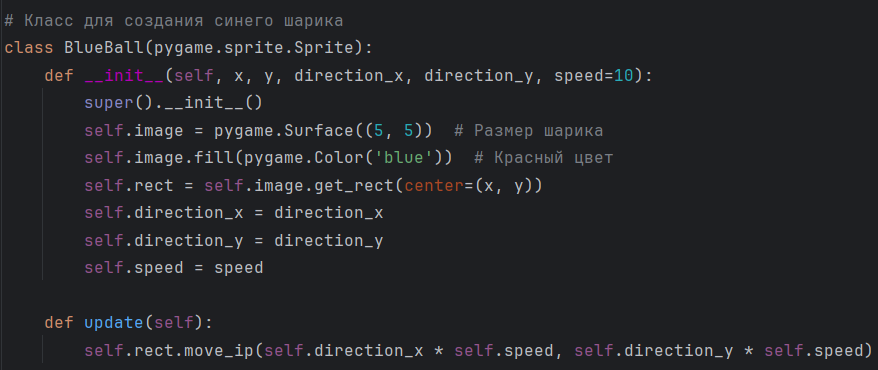 # Класс для создания синего шарика
class BlueBall(pygame.sprite.Sprite):
    def __init__(self, x, y, direction_x, direction_y, speed=10):
        super().__init__()
        self.image = pygame.Surface((5, 5))  # Размер шарика
        self.image.fill(pygame.Color('blue'))  # Красный цвет
        self.rect = self.image.get_rect(center=(x, y))
        self.direction_x = direction_x
        self.direction_y = direction_y
        self.speed = speed

    def update(self):
        self.rect.move_ip(self.direction_x * self.speed, self.direction_y * self.speed)